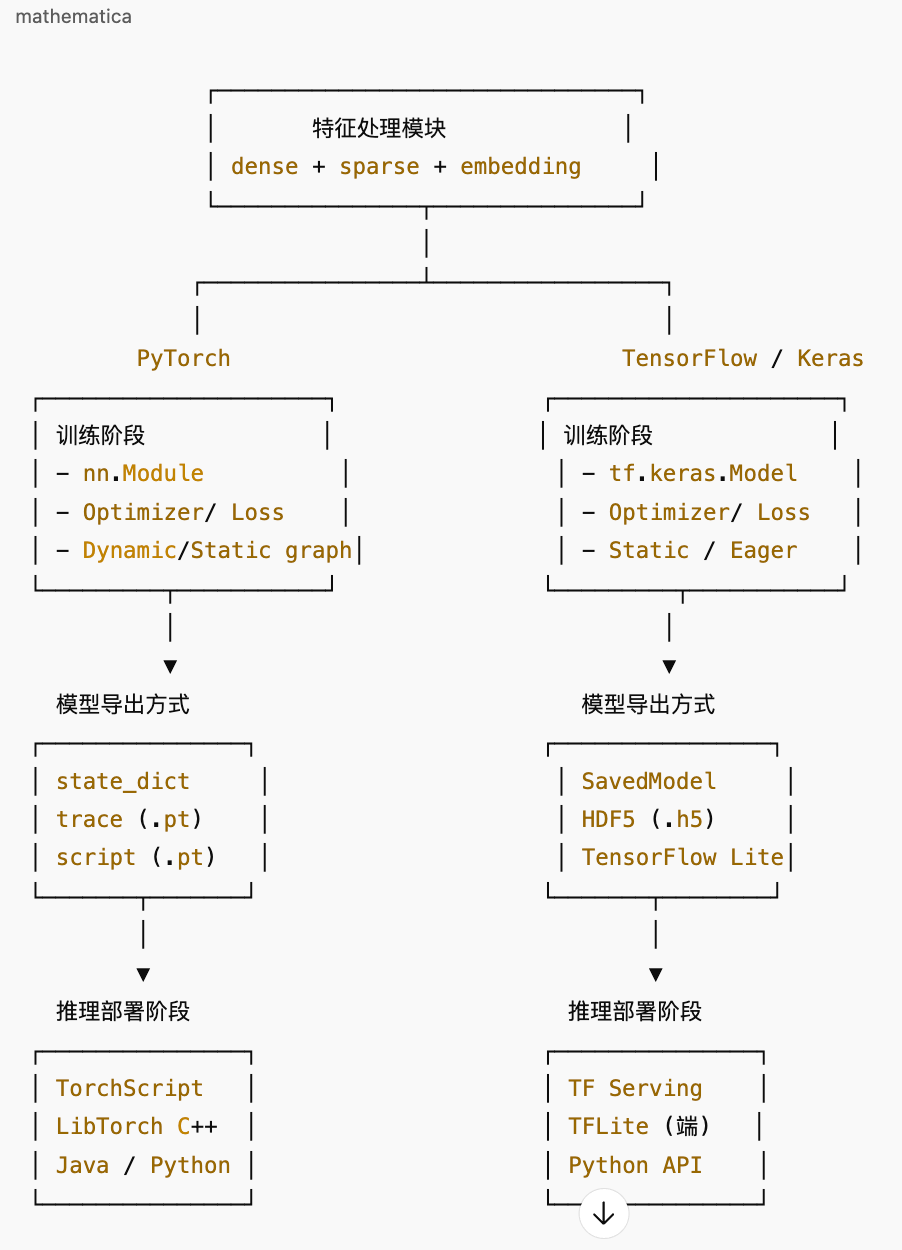 mathematica
特征处理模块
dense + sparse + embedding
PyTorch
训练阶段
- nn.Module
- Optimizer/ Loss
- Dynamic/Static graph
模型导出方式
state_dict
trace (.pt)
script (.pt)
推理部署阶段
TorchScript
LibTorch C++
Java / Python
TensorFlow / Keras
训练阶段
- tf.keras.Model
- Optimizer/ Loss
- Static / Eager
模型导出方式
SavedModel
HDF5 (.h5)
TensorFlow Lite
推理部署阶段
TF Serving
TFLite (端)
Python API